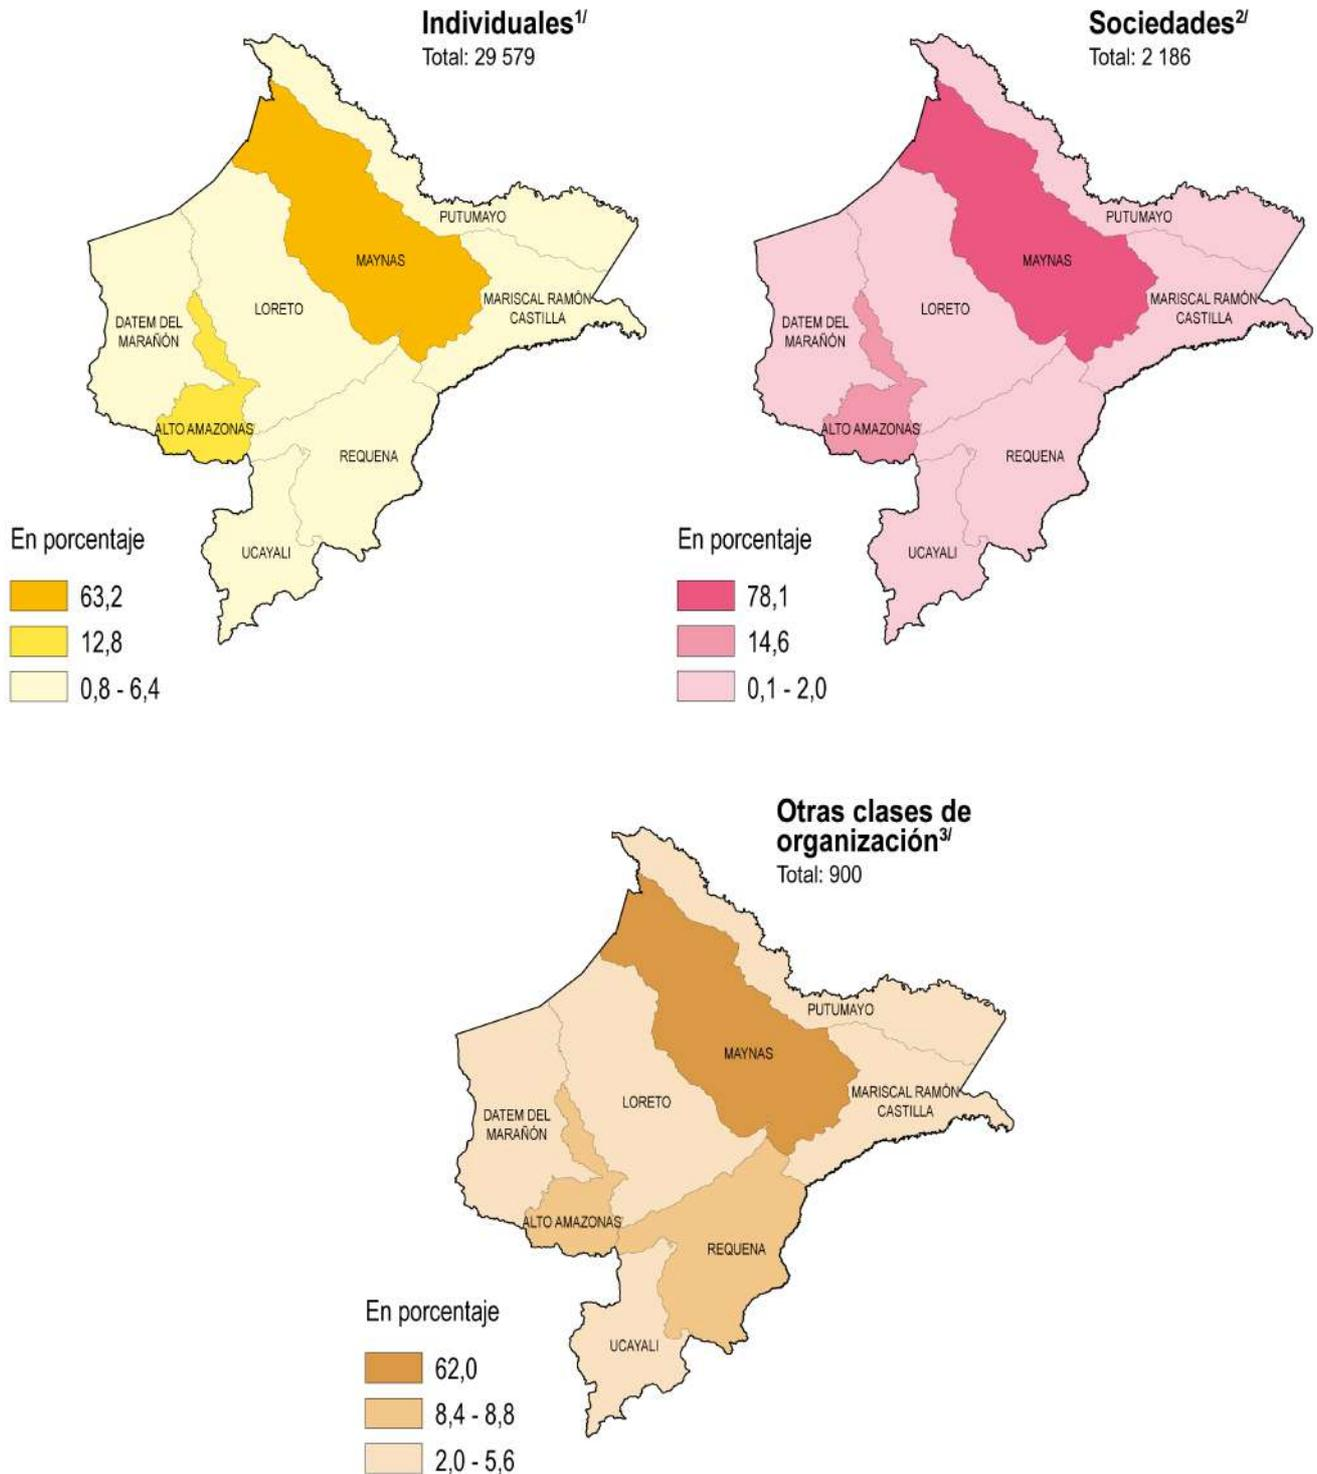 Individuales1/
Total: 29 579
PUTUMAYO
MAYNAS
LORETO
MARISCAL RAMÓN
CASTILLA
DATEM DEL
MARAÑÓN
ALTO AMAZONAS
REQUENA
UCAYALI
En porcentaje
63,2
12,8
0,8 - 6,4
Sociedades2/
Total: 2 186
PUTUMAYO
MAYNAS
LORETO
MARISCAL RAMÓN
CASTILLA
DATEM DEL
MARAÑÓN
ALTO AMAZONAS
REQUENA
UCAYALI
En porcentaje
78,1
14,6
0,1 - 2,0
Otras clases de
organización3/
Total: 900
PUTUMAYO
MAYNAS
LORETO
MARISCAL RAMÓN
CASTILLA
DATEM DEL
MARAÑÓN
ALTO AMAZONAS
REQUENA
UCAYALI
En porcentaje
62,0
8,4 - 8,8
2,0 - 5,6